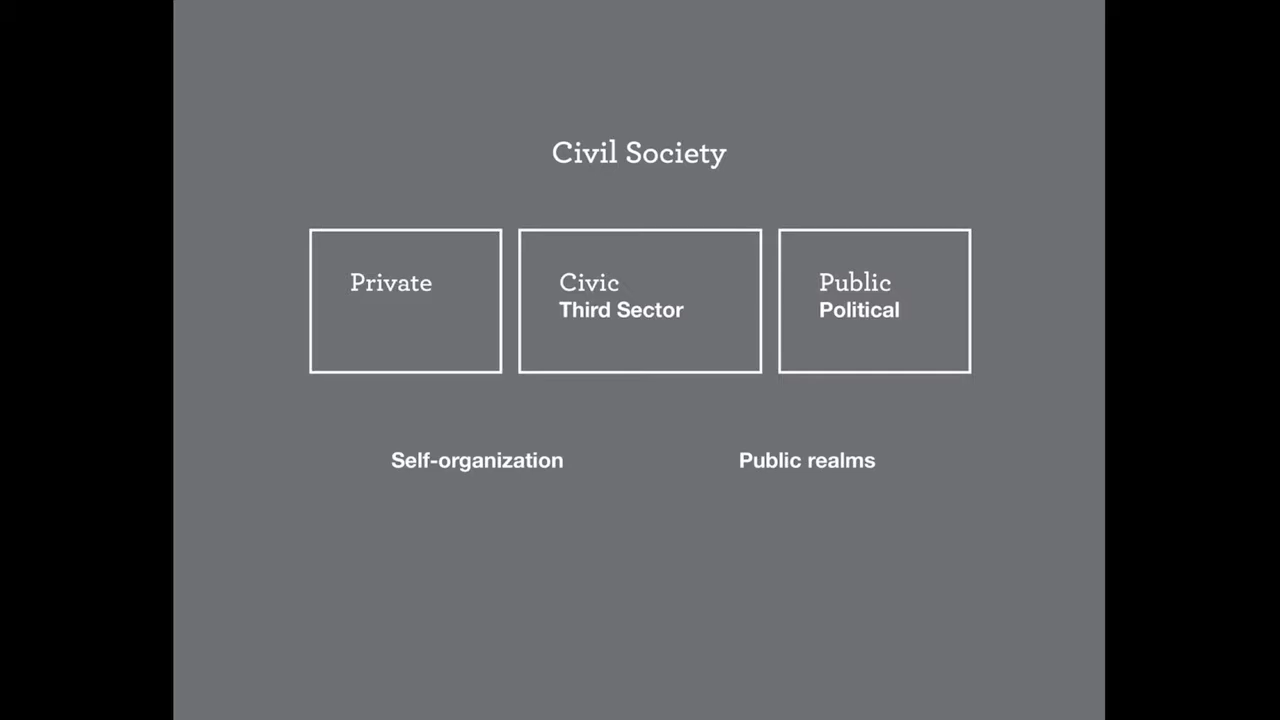 Civil Society
Private
Civic
Third Sector
Public
Political
Self-organization
Public realms